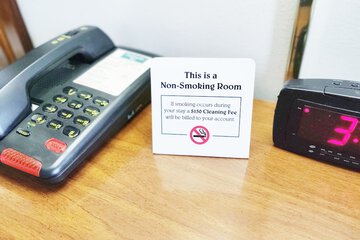 This is a
Non-Smoking Room
If smoking occurs during
your stay a $150 Cleaning Fee
will be billed to your account
3